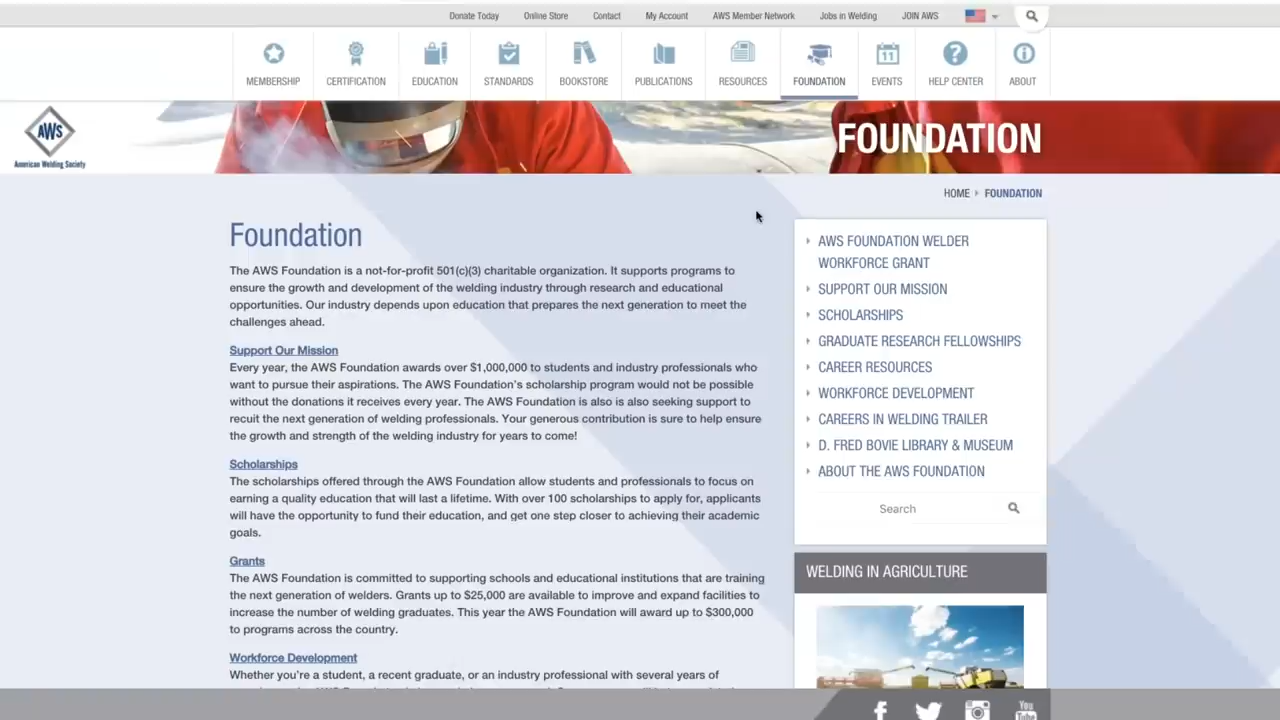 Donate Today Online Store Contact My Account AWS Member Network Jobs in Welding JOIN AWS
11
MEMBERSHIP CERTIFICATION EDUCATION STANDARDS BOOKSTORE PUBLICATIONS RESOURCES FOUNDATION EVENTS HELP CENTER ABOUT
AWS
American Welding Society
FOUNDATION
HOME FOUNDATION
Foundation
The AWS Foundation is a not-for-profit 501(c)(3) charitable organization. It supports programs to
ensure the growth and development of the welding industry through research and educational
opportunities. Our industry depends upon education that prepares the next generation to meet the
challenges ahead.
Support Our Mission
Every year, the AWS Foundation awards over $1,000,000 to students and industry professionals who
want to pursue their aspirations. The AWS Foundation's scholarship program would not be possible
without the donations it receives every year. The AWS Foundation is also is also seeking support to
recuit the next generation of welding professionals. Your generous contribution is sure to help ensure
the growth and strength of the welding industry for years to come!
Scholarships
The scholarships offered through the AWS Foundation allow students and professionals to focus on
earning a quality education that will last a lifetime. With over 100 scholarships to apply for, applicants
will have the opportunity to fund their education, and get one step closer to achieving their academic
goals.
Grants
The AWS Foundation is committed to supporting schools and educational institutions that are training
the next generation of welders. Grants up to $25,000 are available to improve and expand facilities to
increase the number of welding graduates. This year the AWS Foundation will award up to $300,000
to programs across the country.
Workforce Development
Whether you're a student, a recent graduate, or an industry professional with several years of
AWS FOUNDATION WELDER
WORKFORCE GRANT
SUPPORT OUR MISSION
SCHOLARSHIPS
GRADUATE RESEARCH FELLOWSHIPS
CAREER RESOURCES
WORKFORCE DEVELOPMENT
CAREERS IN WELDING TRAILER
D. FRED BOVIE LIBRARY & MUSEUM
ABOUT THE AWS FOUNDATION
Search
WELDING IN AGRICULTURE
You
Tube